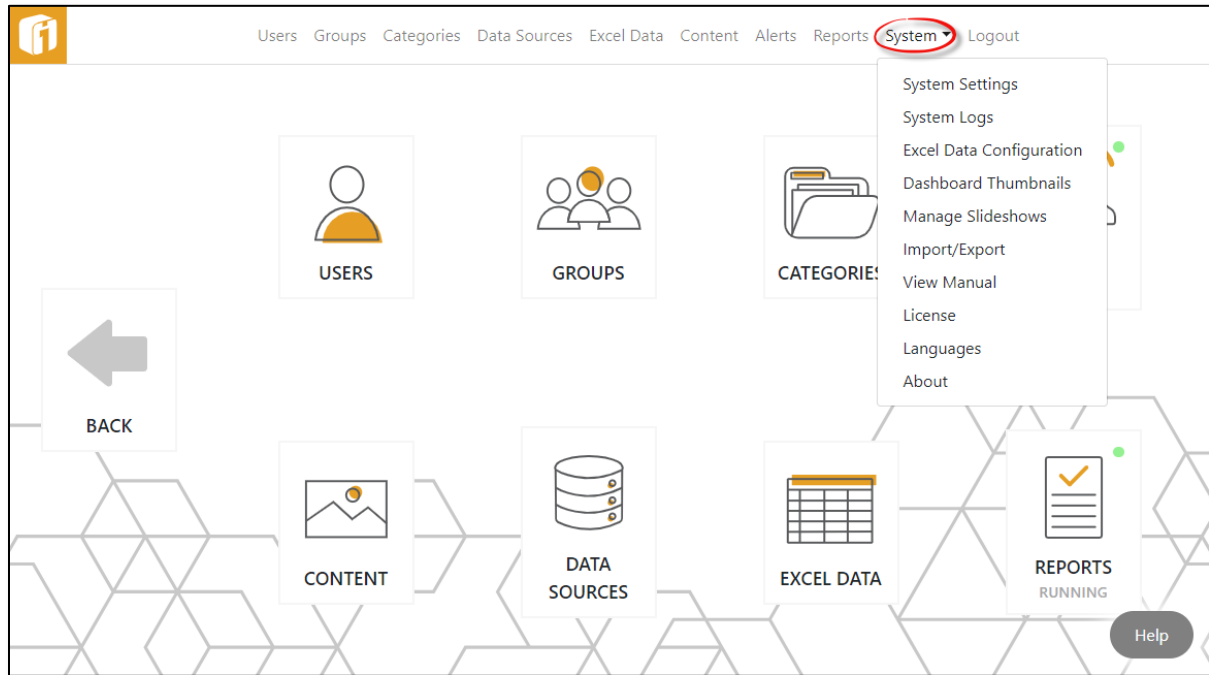 Users Groups Categories Data Sources Excel Data Content Alerts Reports System Logout
System Settings
System Logs
Excel Data Configuration
Dashboard Thumbnails
Manage Slideshows
Import/Export
View Manual
License
Languages
About
USERS
GROUPS
CATEGORIES
BACK
CONTENT
DATA
SOURCES
EXCEL DATA
REPORTS
RUNNING
Help